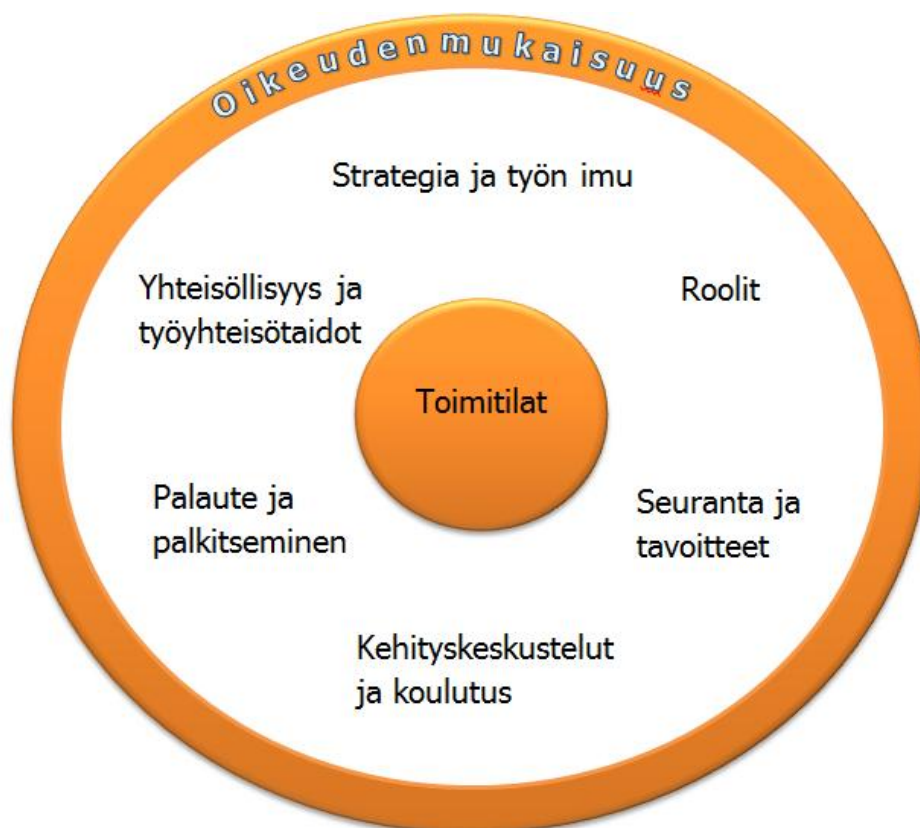 Oikeudenmukaisuus
Strategia ja työn imu
Yhteisöllisyys ja
työyhteisötaidot
Roolit
Toimitilat
Palaute ja
palkitseminen
Seuranta ja
tavoitteet
Kehityskeskustelut
ja koulutus